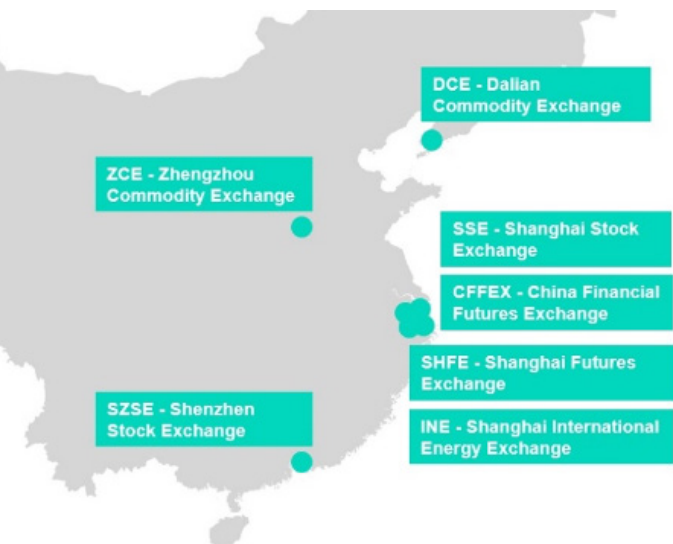 DCE - Dalian
Commodity Exchange
ZCE - Zhengzhou
Commodity Exchange
SSE - Shanghai Stock
Exchange
CFFEX - China Financial
Futures Exchange
SHFE - Shanghai Futures
Exchange
SZSE - Shenzhen
Stock Exchange
INE - Shanghai International
Energy Exchange